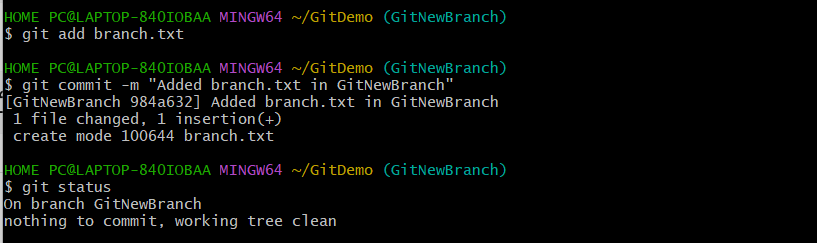 HOME PC@LAPTOP-840IOBAA MINGW64 ~/GitDemo (GitNewBranch)
$ git add branch.txt
HOME PC@LAPTOP-840IOBAA MINGW64 ~/GitDemo (GitNewBranch)
$ git commit -m "Added branch.txt in GitNewBranch"
[GitNewBranch 984a632] Added branch.txt in GitNewBranch
 1 file changed, 1 insertion(+)
 create mode 100644 branch.txt
HOME PC@LAPTOP-840IOBAA MINGW64 ~/GitDemo (GitNewBranch)
$ git status
On branch GitNewBranch
nothing to commit, working tree clean